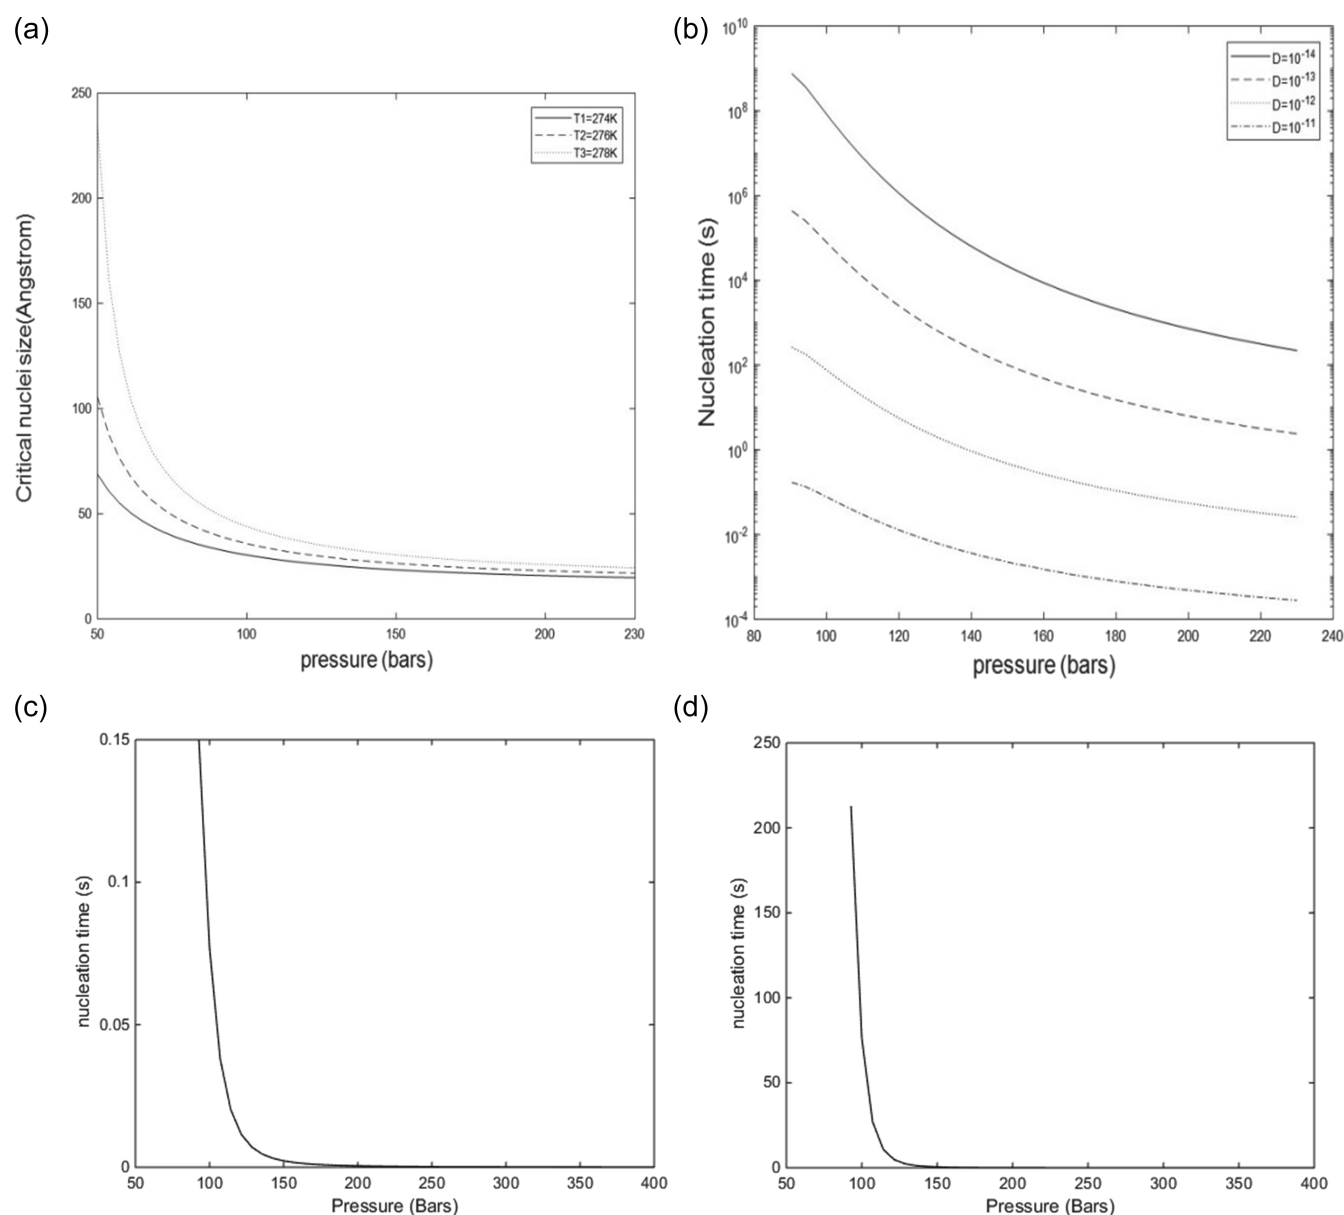 (a)
250
200
150
100
50
0
Critical nuclei size(Angstrom)
50
100
150
200
230
pressure (bars)
T1=274K
T2=276K
T3=278K
(b)
10^10
10^8
10^6
10^4
10^2
10^0
10^-2
10^-4
Nucleation time (s)
80
100
120
140
160
180
200
220
240
pressure (bars)
D=10^-14
D=10^-13
D=10^-12
D=10^-11
(c)
0.15
0.1
0.05
0
nucleation time (s)
50
100
150
200
250
300
350
400
Pressure (Bars)
(d)
250
200
150
100
50
0
nucleation time (s)
50
100
150
200
250
300
350
400
Pressure (Bars)